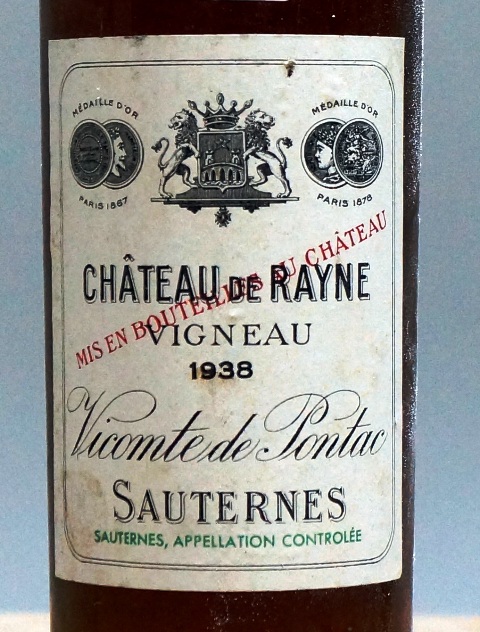 MÉDAILLE D'OR
PARIS 1867
MÉDAILLE D'OR
PARIS 1878
MIS EN BOUTEILLES AU CHÂTEAU
CHÂTEAU DE RAYNE
VIGNEAU
1938
Vicomte de Pontac
SAUTERNES
SAUTERNES, APPELLATION CONTROLÉE